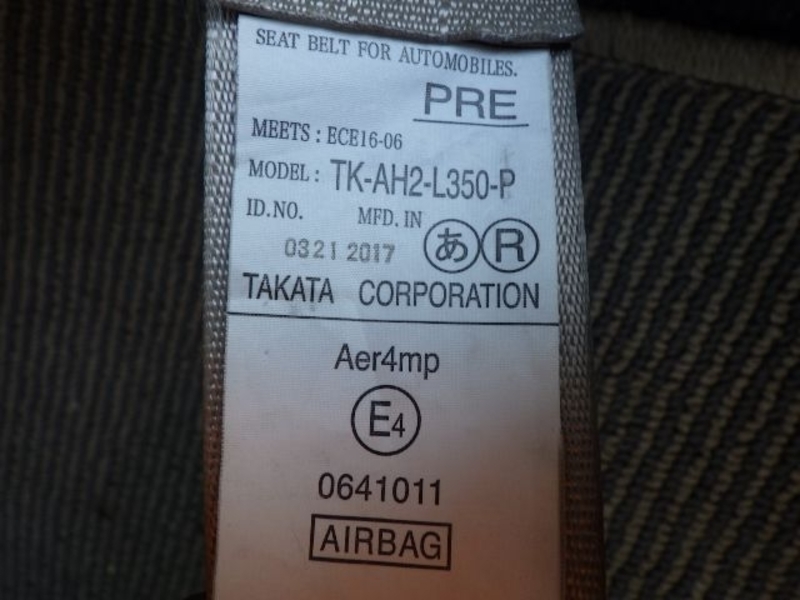 SEAT BELT FOR AUTOMOBILES.
PRE
MEETS : ECE16-06
MODEL : TK-AH2-L350-P
ID.NO. MFD. IN
0321 2017 あ R
TAKATA CORPORATION
Aer4mp
E4
0641011
AIRBAG